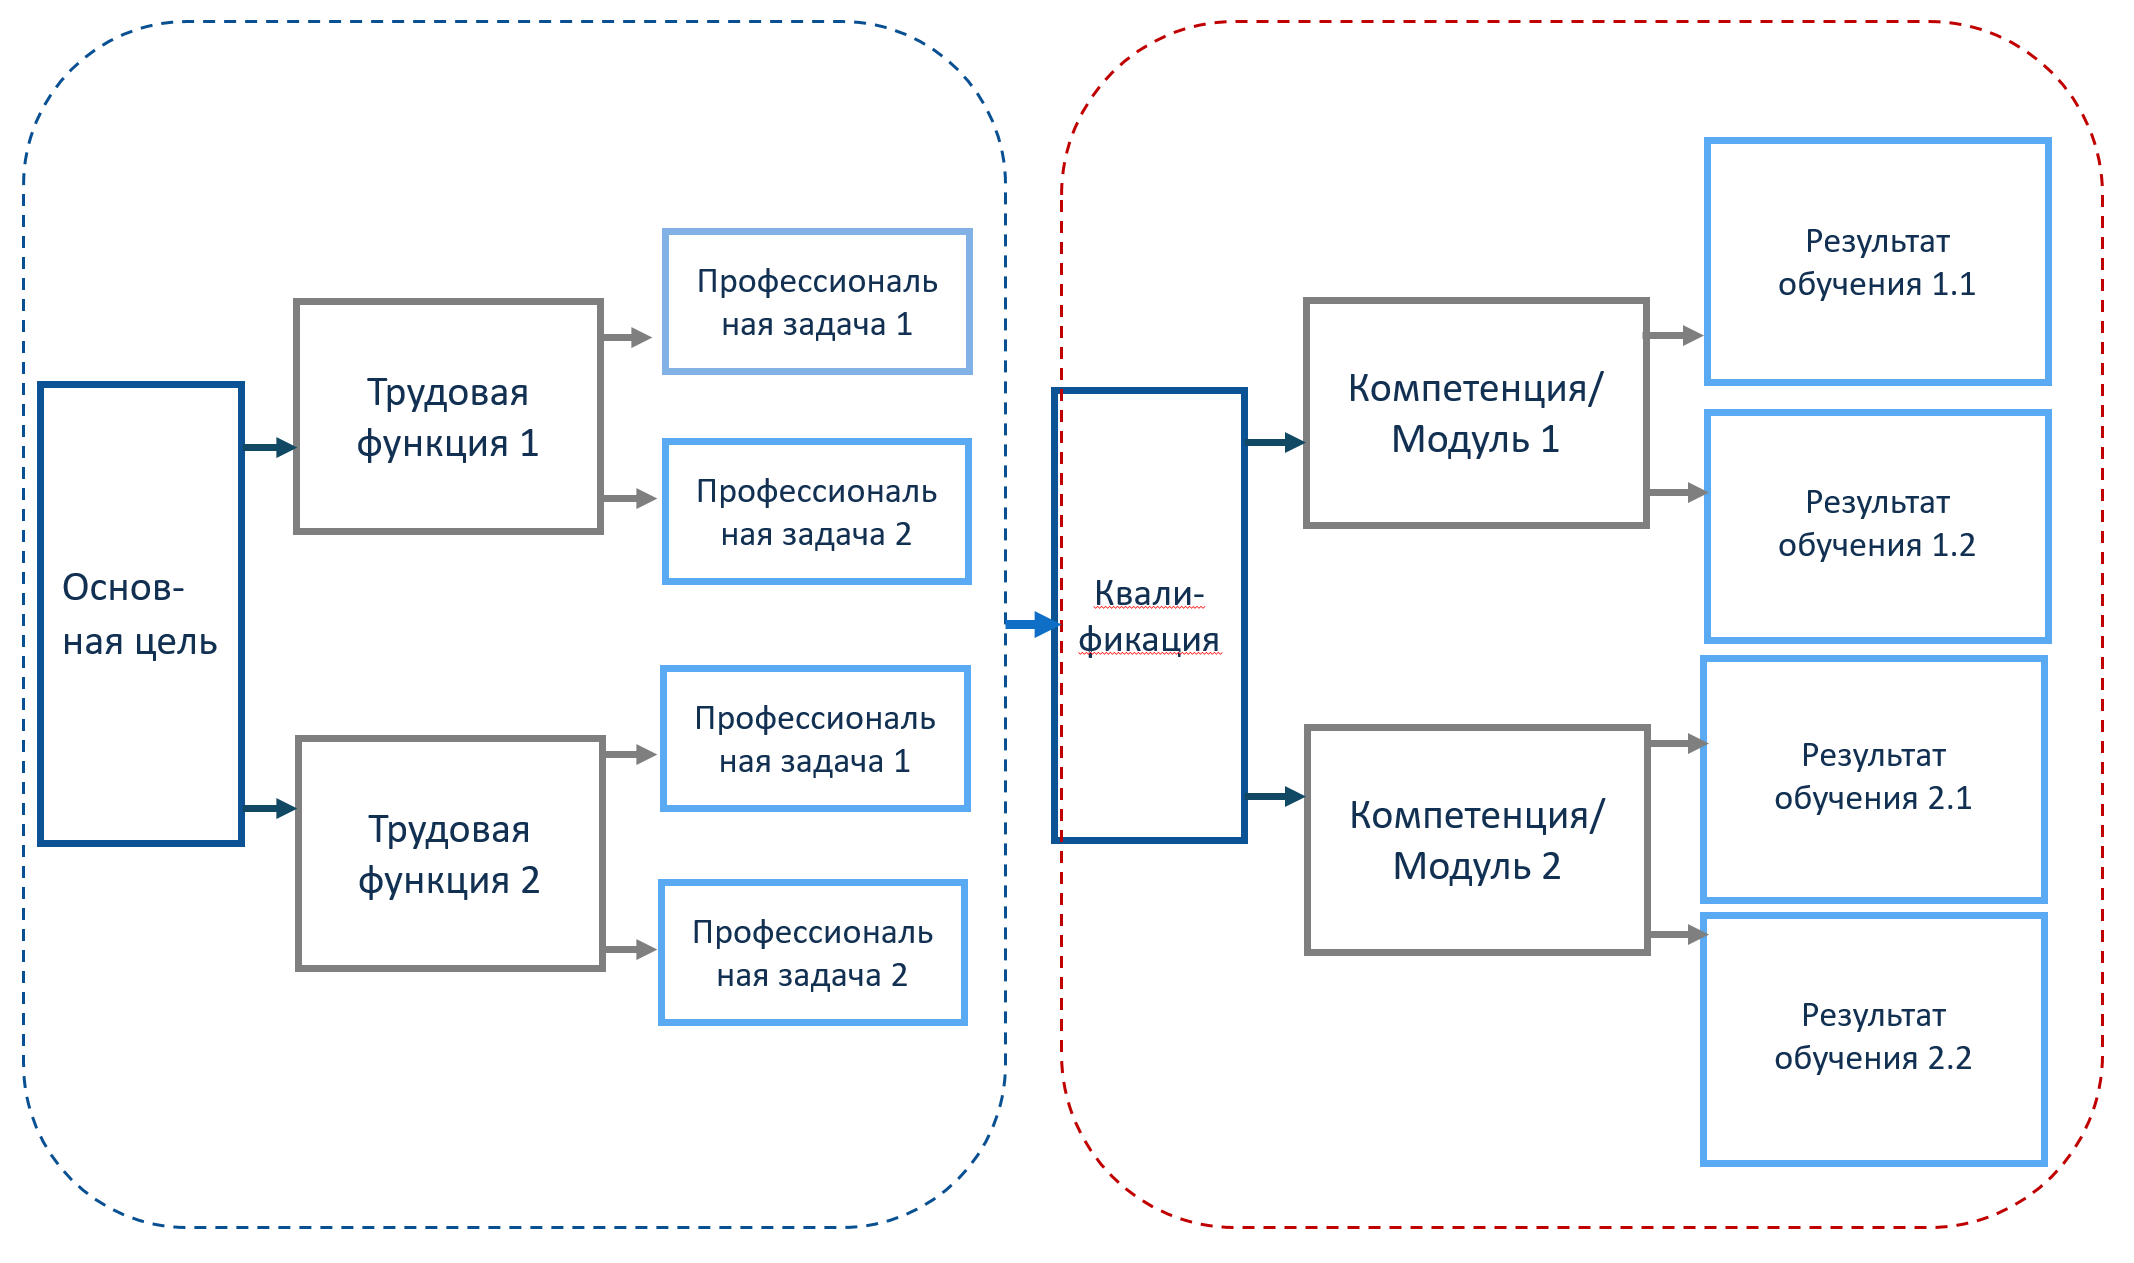 Основ-
ная цель
Трудовая
функция 1
Профессиональ
ная задача 1
Профессиональ
ная задача 2
Трудовая
функция 2
Профессиональ
ная задача 1
Профессиональ
ная задача 2
Квали-
фикация
Компетенция/
Модуль 1
Результат
обучения 1.1
Результат
обучения 1.2
Компетенция/
Модуль 2
Результат
обучения 2.1
Результат
обучения 2.2